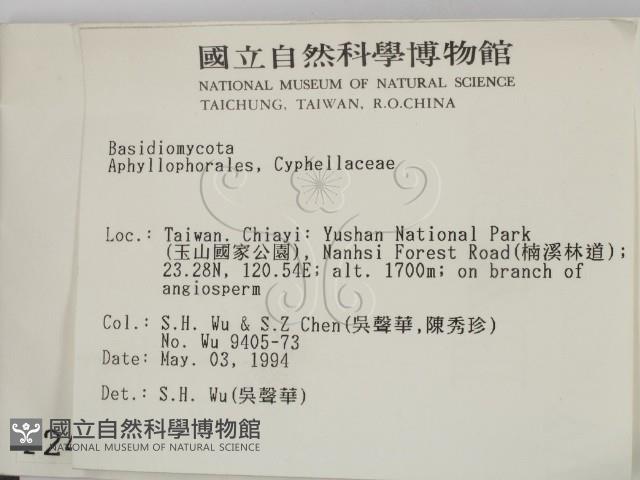 國立自然科學博物館
NATIONAL MUSEUM OF NATURAL SCIENCE
TAICHUNG, TAIWAN, R.O.CHINA
Basidiomycota
Aphyllophorales, Cyphellaceae
Loc.: Taiwan. Chiayi: Yushan National Park
(玉山國家公園), Nanhsi Forest Road(楠溪林道);
23.28N, 120.54E; alt. 1700m; on branch of
angiosperm
Col.: S.H. Wu & S.Z Chen(吳聲華,陳秀珍)
No. Wu 9405-73
Date: May. 03, 1994
Det.: S.H. Wu(吳聲華)
國立自然科學博物館
NATIONAL MUSEUM OF NATURAL SCIENCE